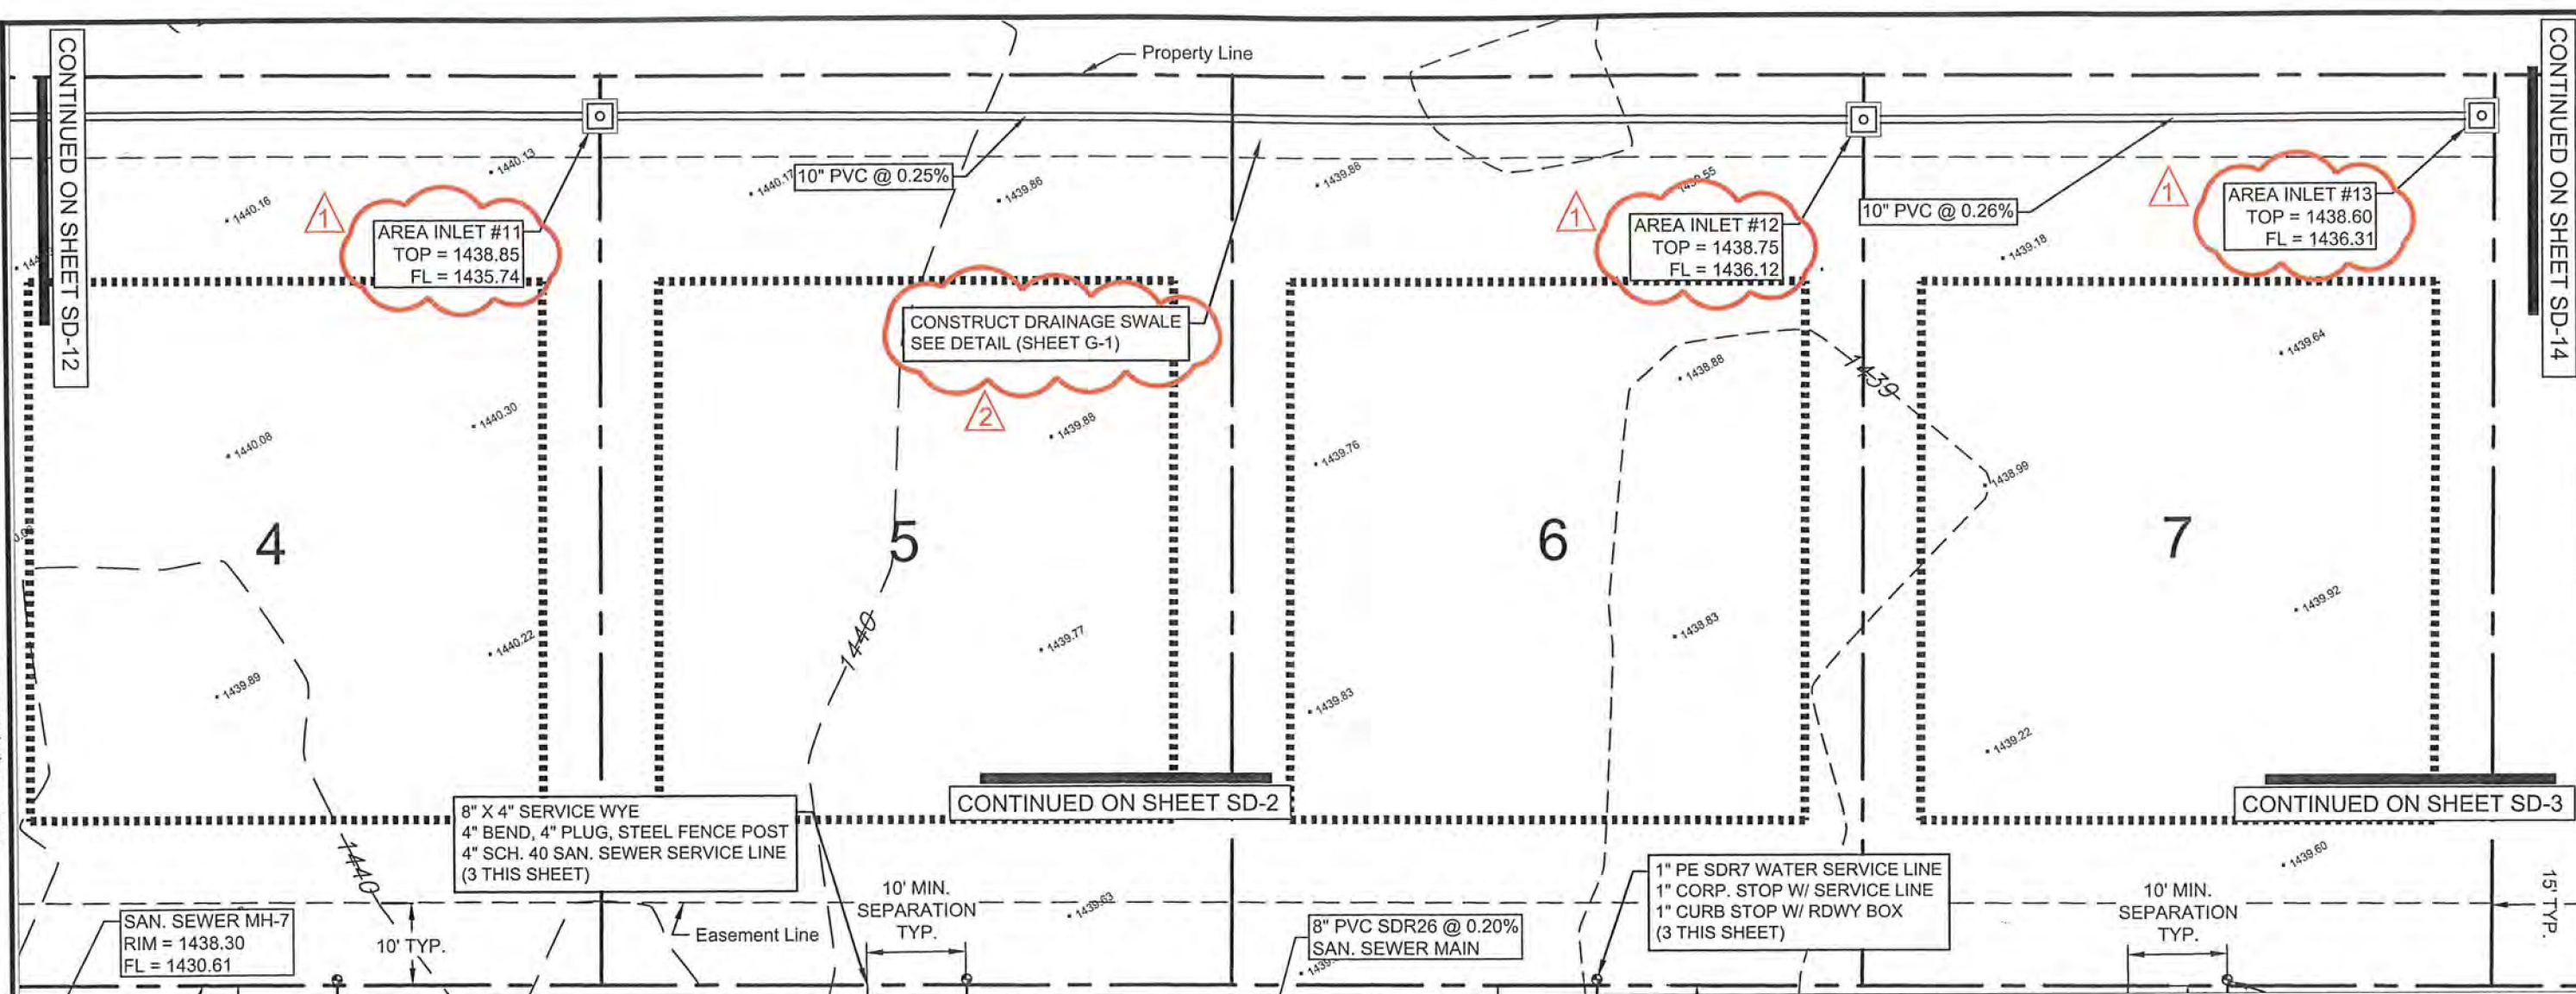 CONTINUED ON SHEET SD-12
Property Line
CONTINUED ON SHEET SD-14
1440.13
1440.16
1440.17
10" PVC @ 0.25%
1439.86
1439.88
10" PVC @ 0.26%
1439.18
1
AREA INLET #11
TOP = 1438.85
FL = 1435.74
1
AREA INLET #12
TOP = 1438.75
FL = 1436.12
1
AREA INLET #13
TOP = 1438.60
FL = 1436.31
CONSTRUCT DRAINAGE SWALE
SEE DETAIL (SHEET G-1)
2
1439.64
1438.88
1439
1440.30
1440.08
1439.88
1439.76
1438.99
4
5
6
7
1440
1440.22
1439.77
1438.83
1439.92
1439.89
1439.83
1439.22
CONTINUED ON SHEET SD-2
CONTINUED ON SHEET SD-3
8" X 4" SERVICE WYE
4" BEND, 4" PLUG, STEEL FENCE POST
4" SCH. 40 SAN. SEWER SERVICE LINE
(3 THIS SHEET)
1440
1439.60
1" PE SDR7 WATER SERVICE LINE
1" CORP. STOP W/ SERVICE LINE
1" CURB STOP W/ RDWY BOX
(3 THIS SHEET)
10' MIN.
SEPARATION
TYP.
1439.63
10' MIN.
SEPARATION
TYP.
15' TYP.
SAN. SEWER MH-7
RIM = 1438.30
FL = 1430.61
10' TYP.
Easement Line
8" PVC SDR26 @ 0.20%
SAN. SEWER MAIN